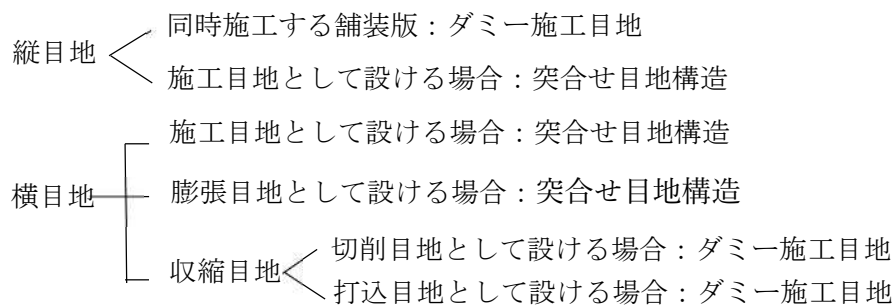 縦目地
同時施工する舗装版：ダミー施工目地
施工目地として設ける場合：突合せ目地構造
横目地
施工目地として設ける場合：突合せ目地構造
膨張目地として設ける場合：突合せ目地構造
収縮目地
切削目地として設ける場合：ダミー施工目地
打込目地として設ける場合：ダミー施工目地